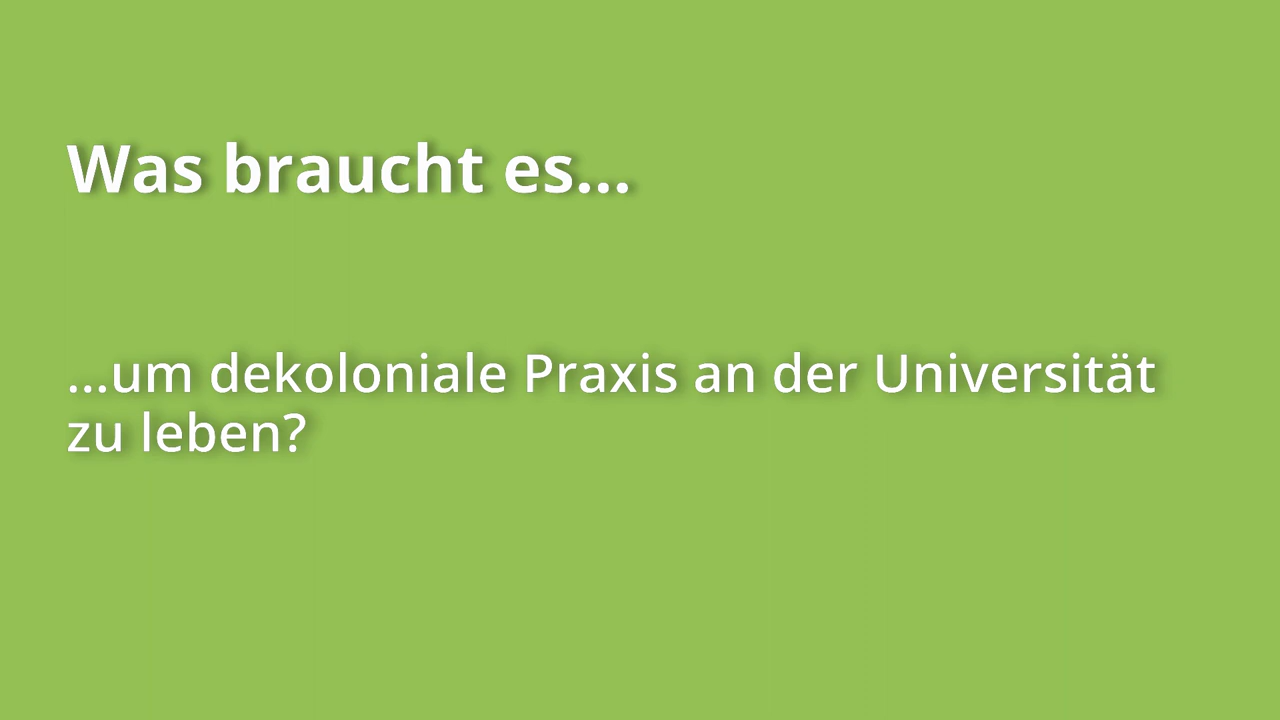 Was braucht es...
...um dekoloniale Praxis an der Universität
zu leben?